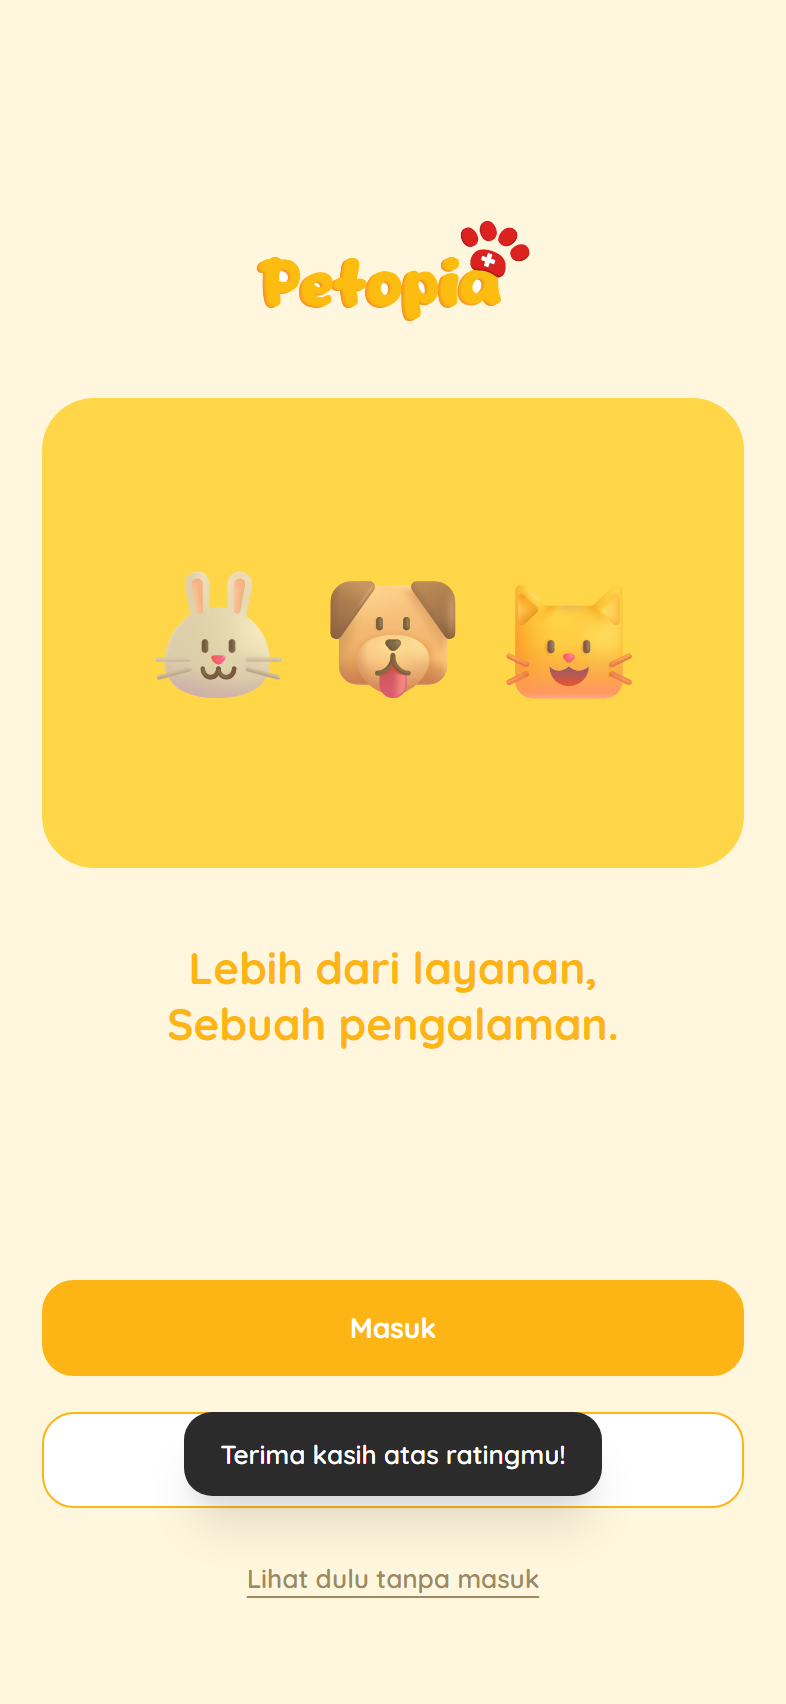 Petopia
Lebih dari layanan,
Sebuah pengalaman.
Masuk
Terima kasih atas ratingmu!
Lihat dulu tanpa masuk